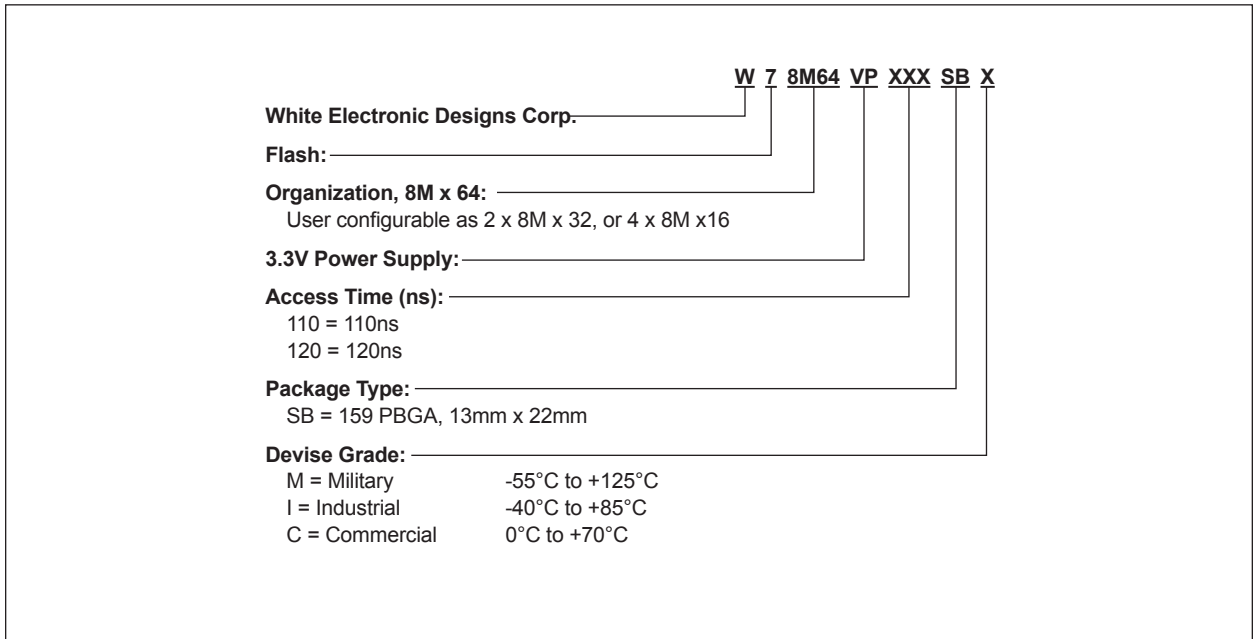 W 7 8M64 VP XXX SB X
White Electronic Designs Corp.
Flash:
Organization, 8M x 64:
User configurable as 2 x 8M x 32, or 4 x 8M x16
3.3V Power Supply:
Access Time (ns):
110 = 110ns
120 = 120ns
Package Type:
SB = 159 PBGA, 13mm x 22mm
Devise Grade:
M = Military -55°C to +125°C
I = Industrial -40°C to +85°C
C = Commercial 0°C to +70°C